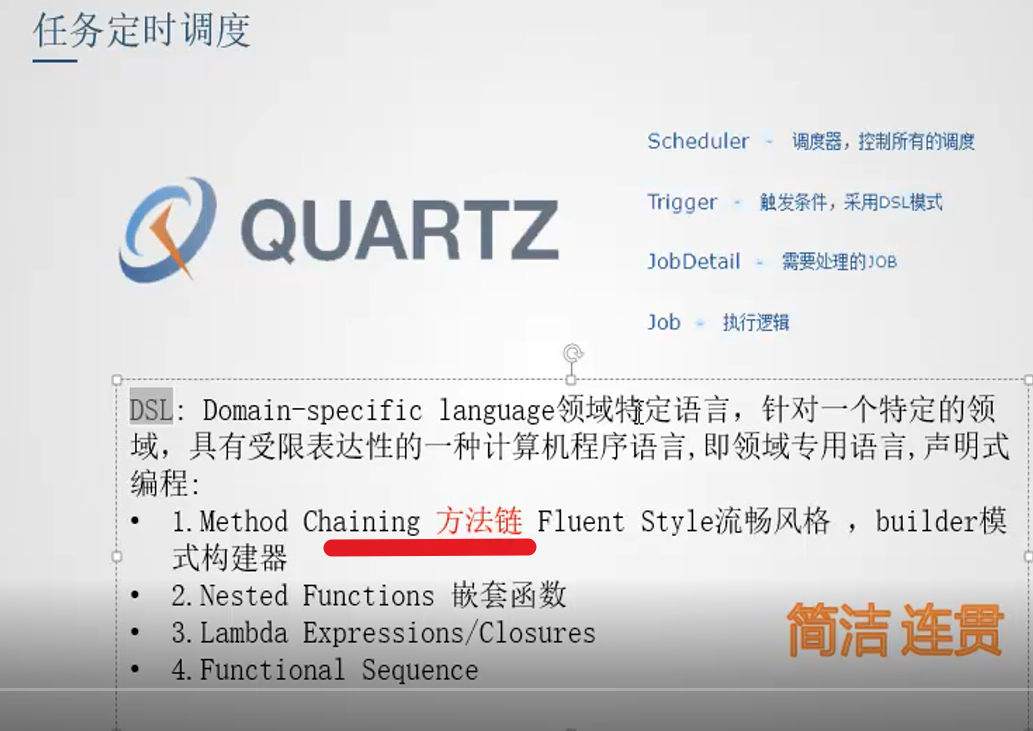 任务定时调度
QUARTZ
Scheduler - 调度器，控制所有的调度
Trigger - 触发条件，采用DSL模式
JobDetail - 需要处理的JOB
Job - 执行逻辑
DSL: Domain-specific language领域特定语言，针对一个特定的领
域，具有受限表达性的一种计算机程序语言,即领域专用语言,声明式
编程:
• 1.Method Chaining 方法链 Fluent Style流畅风格 ，builder模
式构建器
• 2.Nested Functions 嵌套函数
• 3.Lambda Expressions/Closures
• 4.Functional Sequence
简洁 连贯